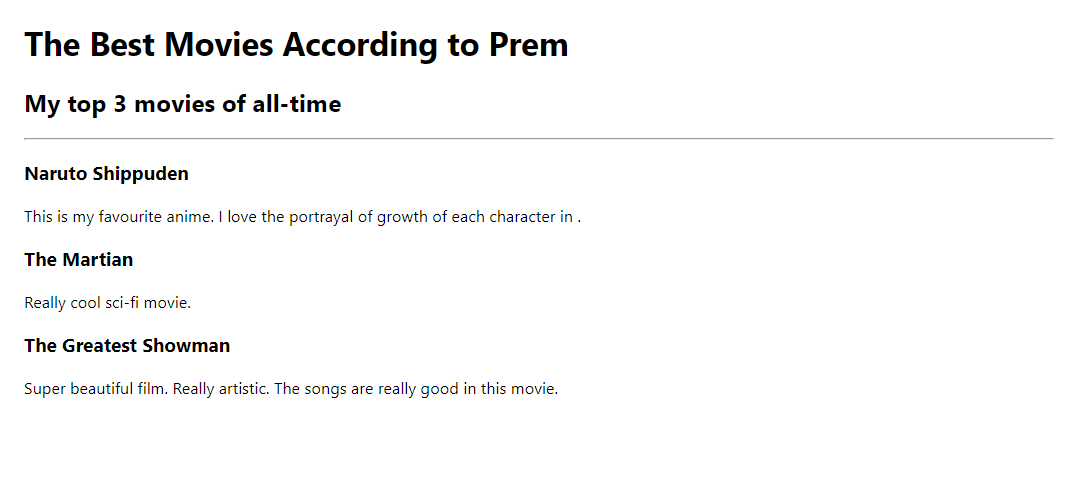 The Best Movies According to Prem
My top 3 movies of all-time
Naruto Shippuden
This is my favourite anime. I love the portrayal of growth of each character in .
The Martian
Really cool sci-fi movie.
The Greatest Showman
Super beautiful film. Really artistic. The songs are really good in this movie.